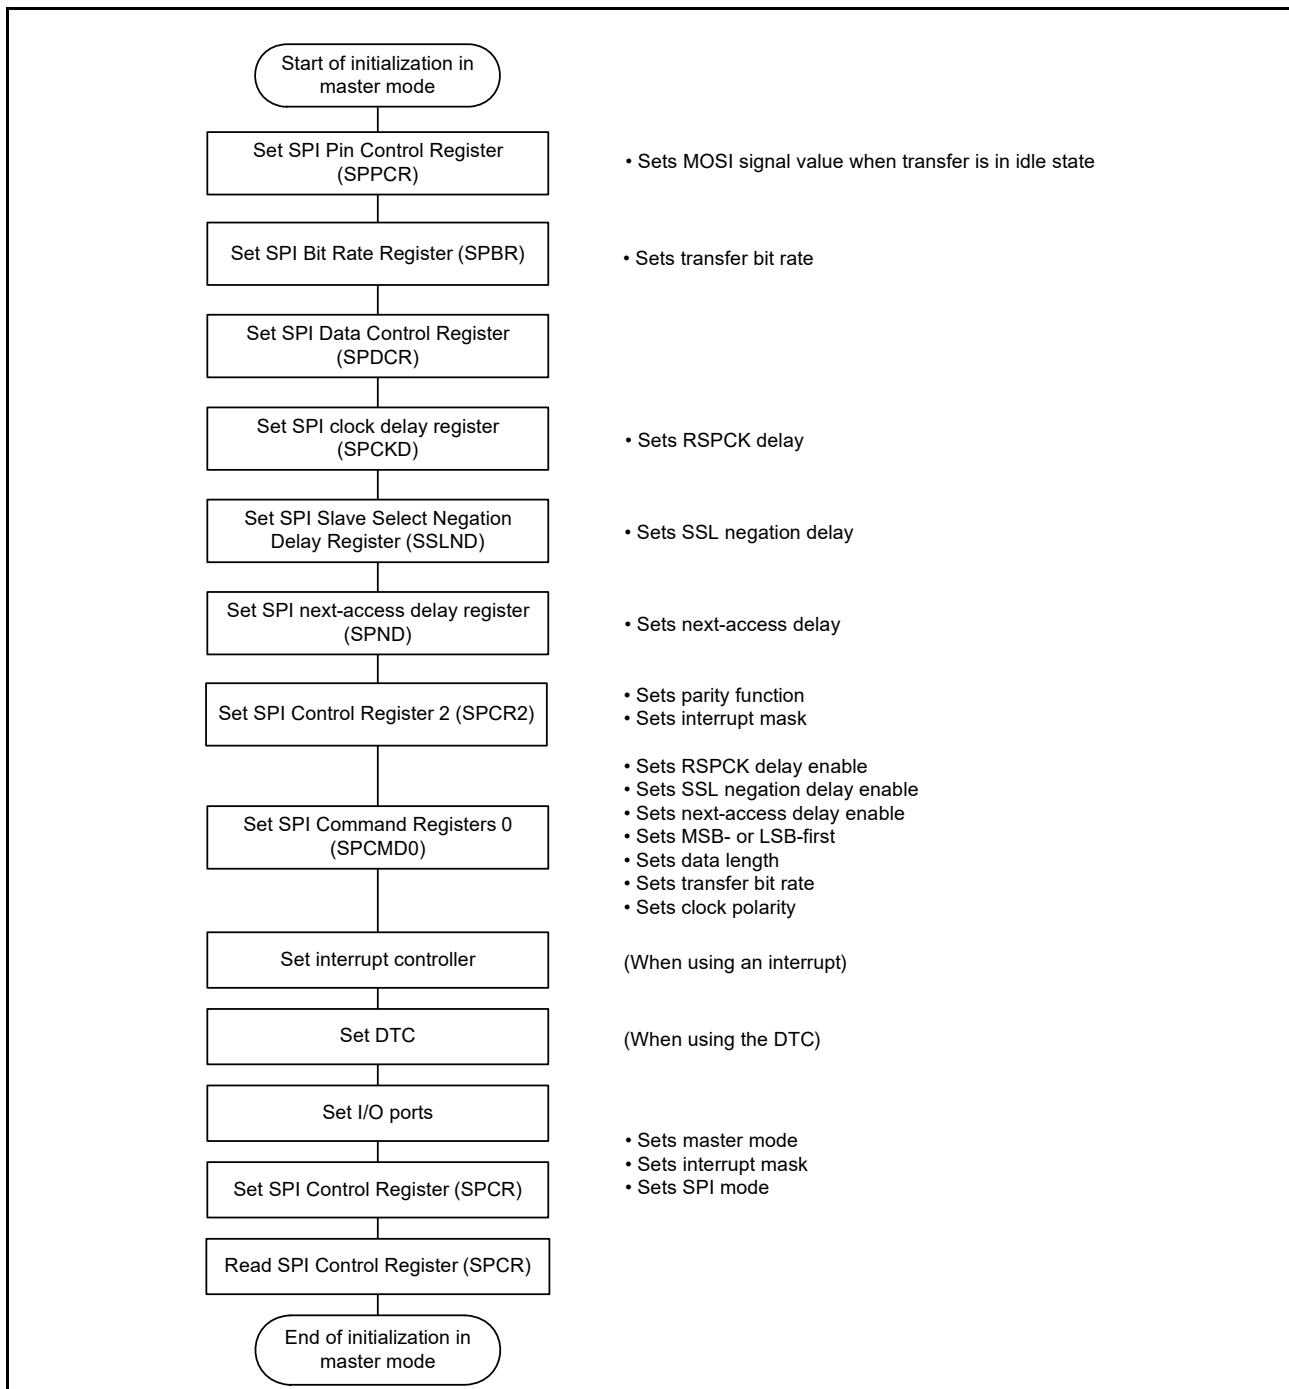 Start of initialization in
master mode
Set SPI Pin Control Register
(SPPCR)
• Sets MOSI signal value when transfer is in idle state
Set SPI Bit Rate Register (SPBR)
• Sets transfer bit rate
Set SPI Data Control Register
(SPDCR)
Set SPI clock delay register
(SPCKD)
• Sets RSPCK delay
Set SPI Slave Select Negation
Delay Register (SSLND)
• Sets SSL negation delay
Set SPI next-access delay register
(SPND)
• Sets next-access delay
Set SPI Control Register 2 (SPCR2)
• Sets parity function
• Sets interrupt mask
Set SPI Command Registers 0
(SPCMD0)
• Sets RSPCK delay enable
• Sets SSL negation delay enable
• Sets next-access delay enable
• Sets MSB- or LSB-first
• Sets data length
• Sets transfer bit rate
• Sets clock polarity
Set interrupt controller
(When using an interrupt)
Set DTC
(When using the DTC)
Set I/O ports
Set SPI Control Register (SPCR)
• Sets master mode
• Sets interrupt mask
• Sets SPI mode
Read SPI Control Register (SPCR)
End of initialization in
master mode